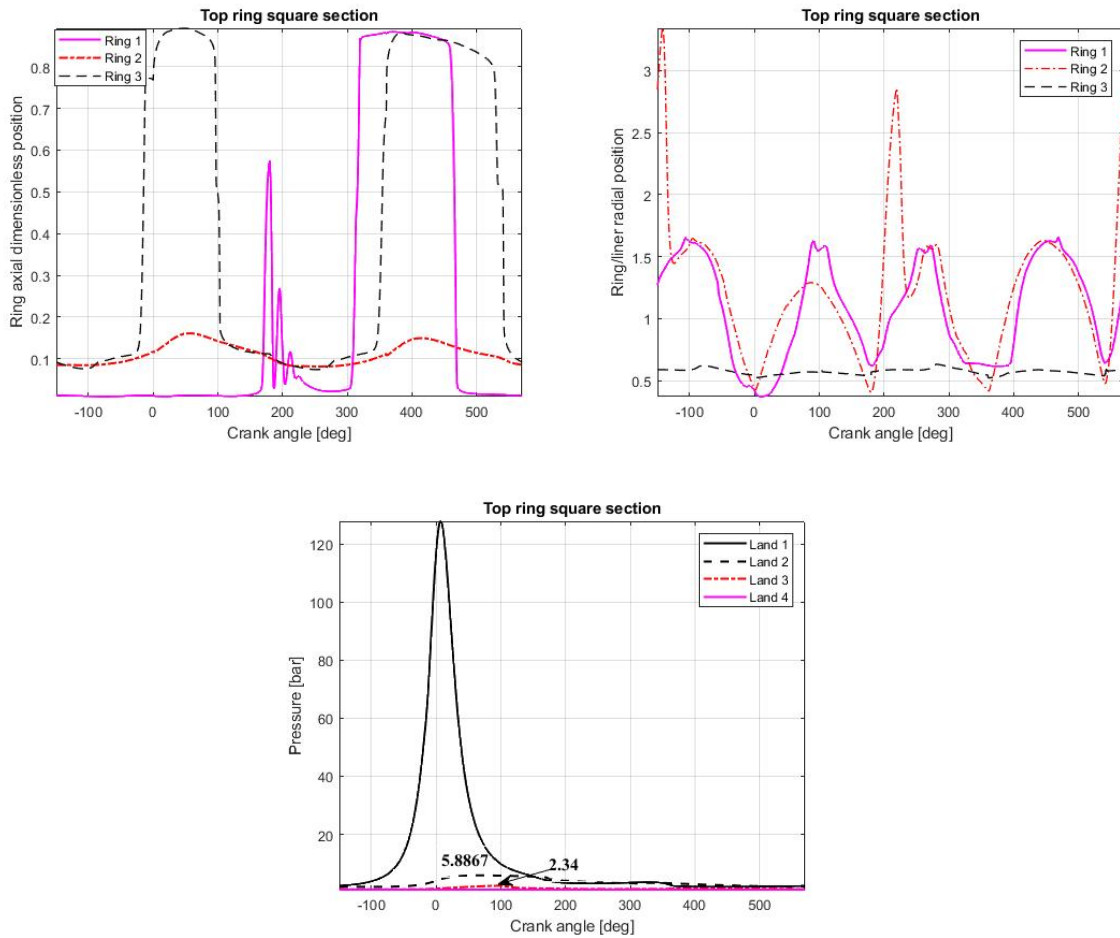 Top ring square section
Ring 1
Ring 2
Ring 3
0.8
0.7
0.6
0.5
0.4
0.3
0.2
0.1
Ring axial dimensionless position
-100 0 100 200 300 400 500
Crank angle [deg]
Top ring square section
Ring 1
Ring 2
Ring 3
3.5
3
2.5
2
1.5
1
0.5
Ring/liner radial position
-100 0 100 200 300 400 500
Crank angle [deg]
Top ring square section
Land 1
Land 2
Land 3
Land 4
120
100
80
60
40
20
Pressure [bar]
5.8867
2.34
-100 0 100 200 300 400 500
Crank angle [deg]